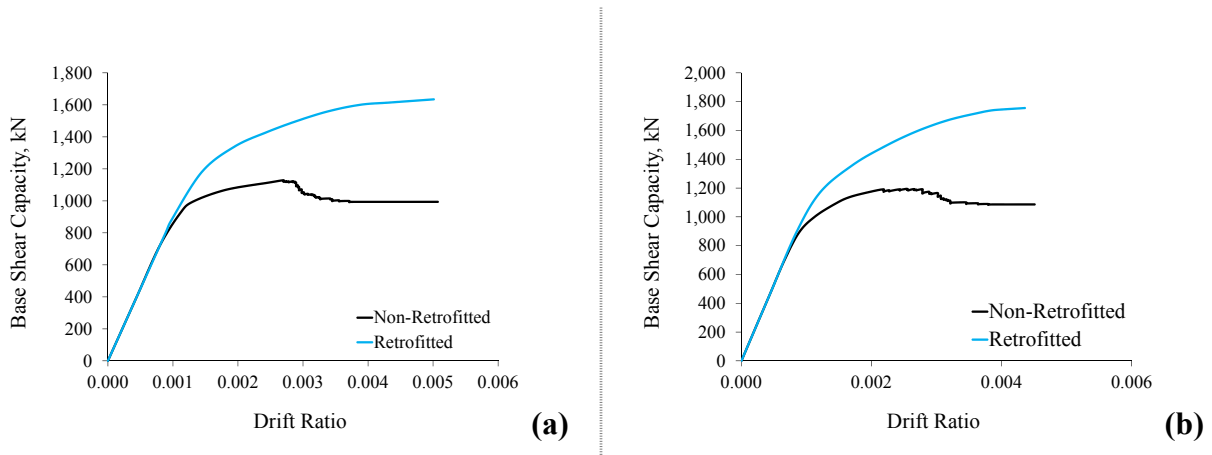 Base Shear Capacity, kN
1,800
1,600
1,400
1,200
1,000
800
600
400
200
0
0.000 0.001 0.002 0.003 0.004 0.005 0.006
Drift Ratio
Non-Retrofitted
Retrofitted
(a)
Base Shear Capacity, kN
2,000
1,800
1,600
1,400
1,200
1,000
800
600
400
200
0
0.000 0.002 0.004 0.006
Drift Ratio
Non-Retrofitted
Retrofitted
(b)